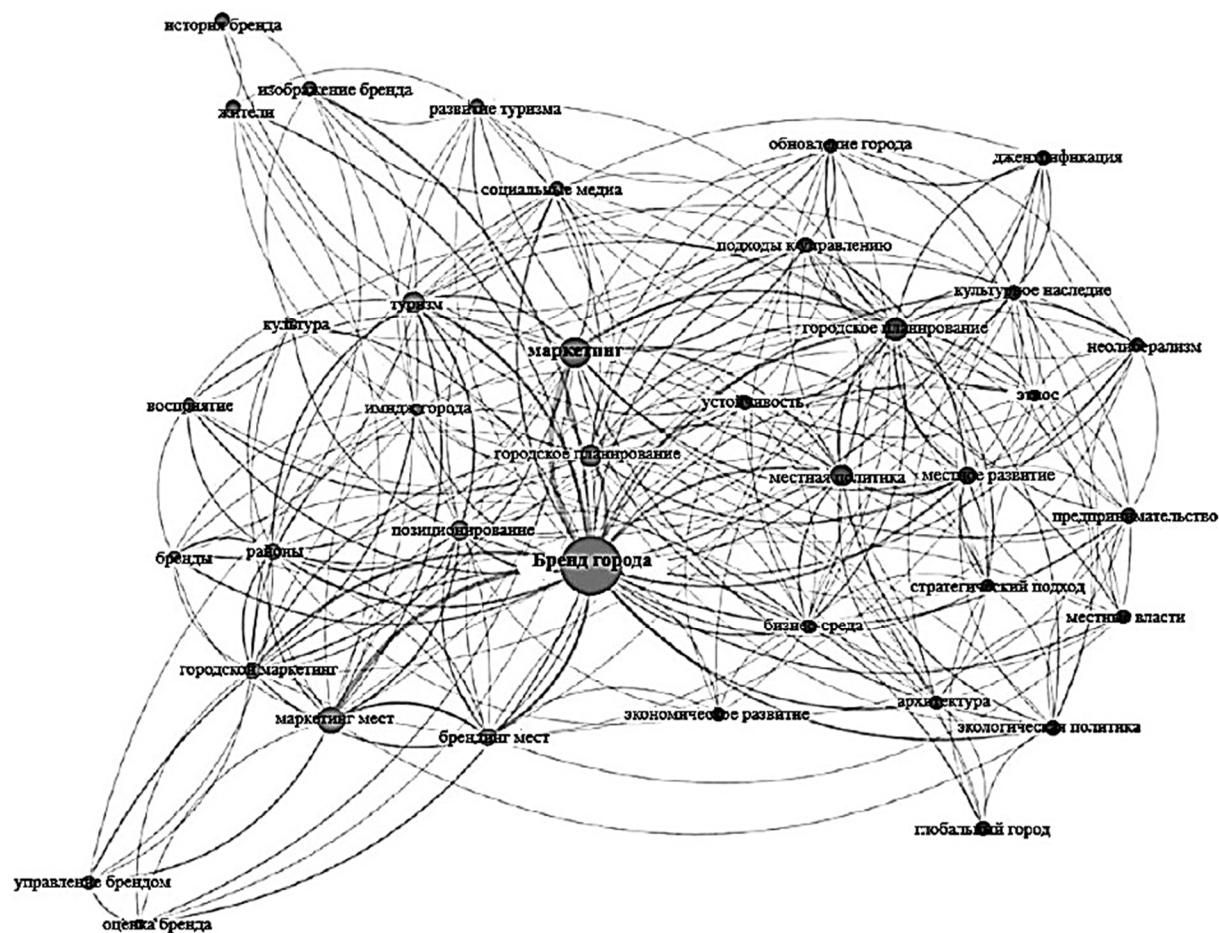 история бренда
изображение бренда
жители
развитие туризма
обновление города
джентификация
социальные медиа
подходы к управлению
культурное наследие
туризм
культура
городское планирование
маркетинг
неолиберализм
этнос
устойчивость
восприятие
имидж города
городское планирование
местная политика
местное развитие
предпринимательство
позиционирование
бренды
районы
Бренд города
стратегический подход
бизнес-среда
местные власти
городской маркетинг
маркетинг мест
брендинг мест
экономическое развитие
архитектура
экологическая политика
глобальный город
управление брендом
оценка бренда